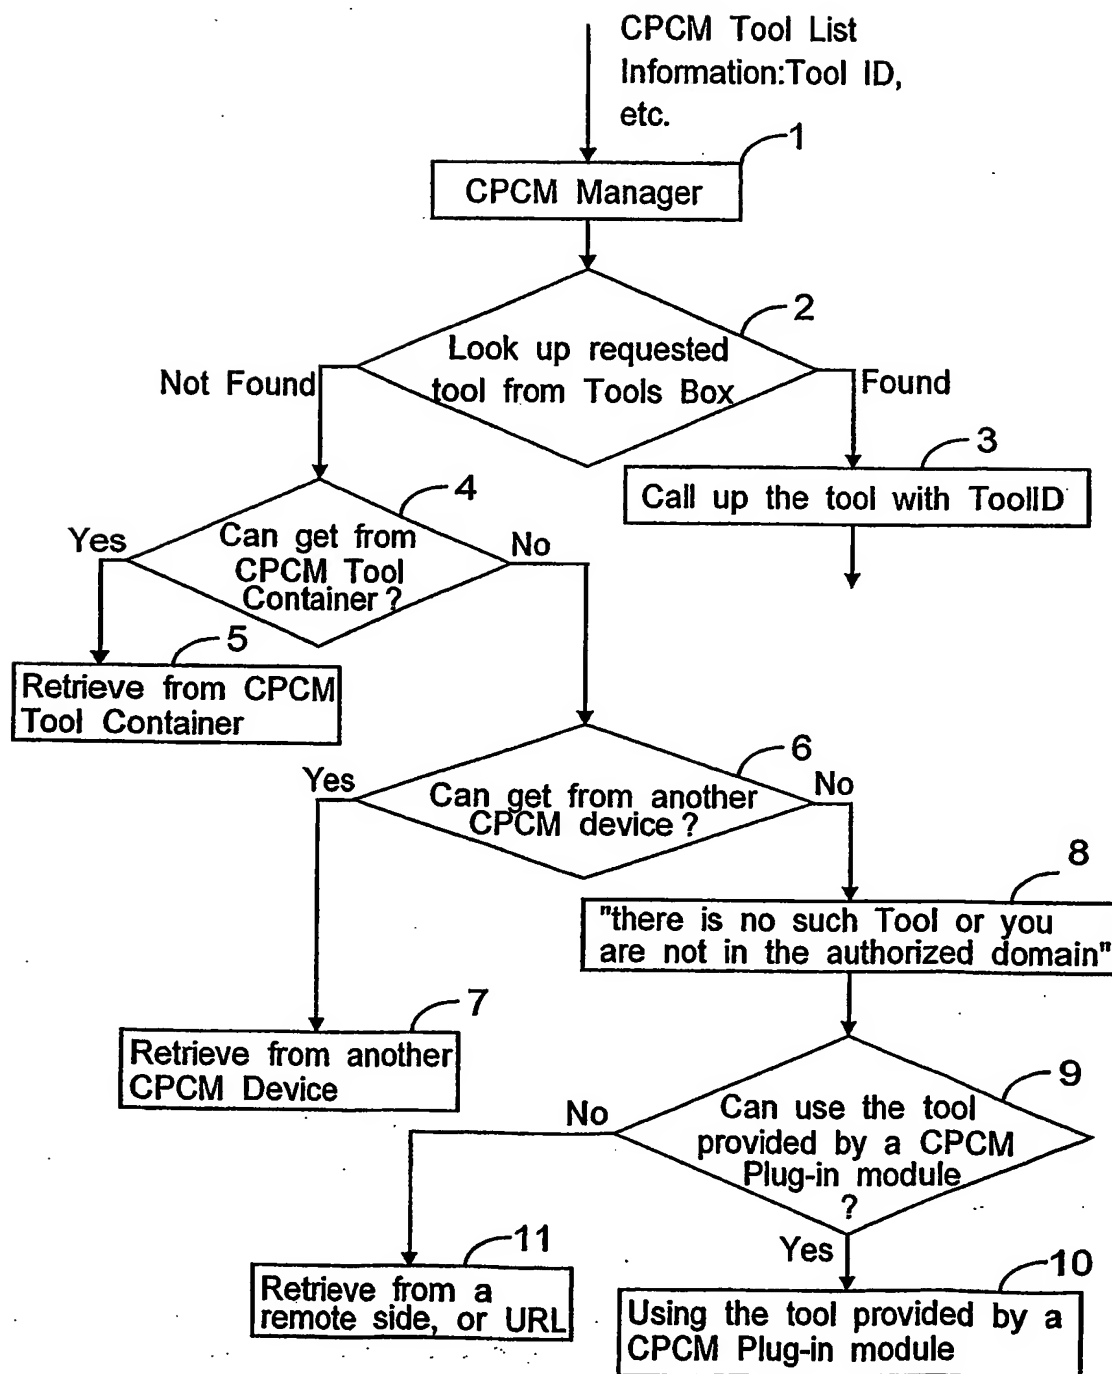 CPCM Tool List
Information:Tool ID,
etc.
1
CPCM Manager
2
Look up requested
tool from Tools Box
Not Found
Found
3
Call up the tool with ToolID
4
Can get from
CPCM Tool
Container?
Yes
No
5
Retrieve from CPCM
Tool Container
6
Can get from another
CPCM device?
Yes
No
8
"there is no such Tool or you
are not in the authorized domain"
7
Retrieve from another
CPCM Device
9
Can use the tool
provided by a CPCM
Plug-in module
?
No
Yes
11
Retrieve from a
remote side, or URL
10
Using the tool provided by a
CPCM Plug-in module